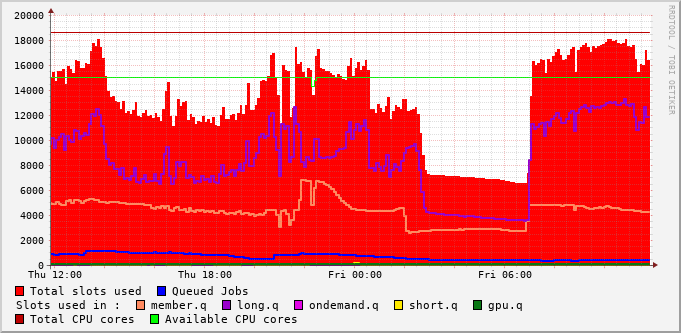 20000
18000
16000
14000
12000
10000
8000
6000
4000
2000
0
Thu 12:00 Thu 18:00 Fri 00:00 Fri 06:00
RRDTOOL / TOBI OETIKER
Total slots used Queued Jobs
Slots used in : member.q long.q ondemand.q short.q gpu.q
Total CPU cores Available CPU cores